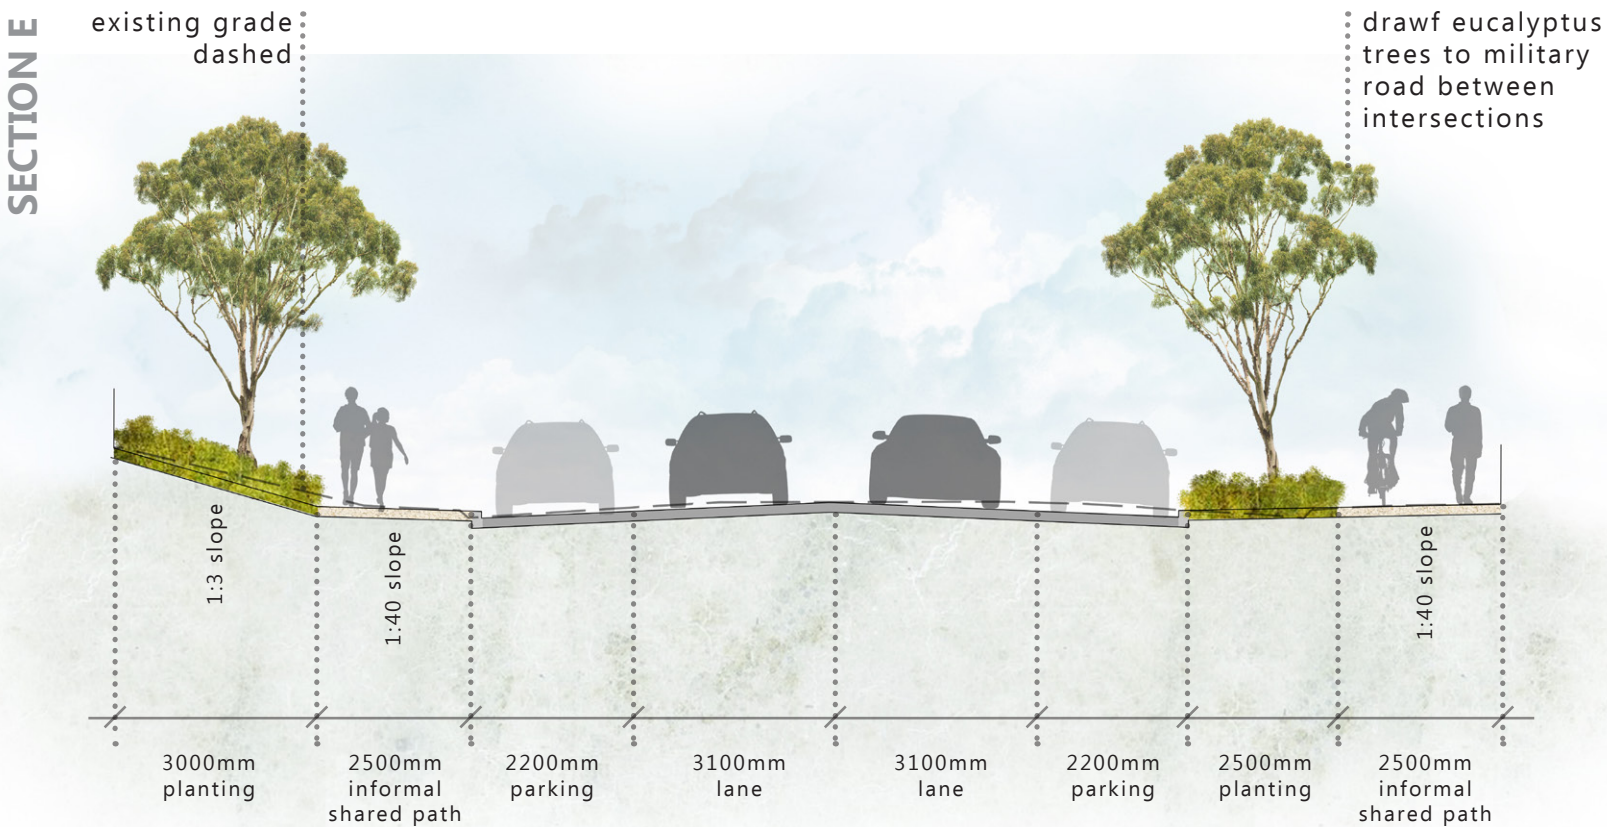 SECTION E
existing grade
dashed
drawf eucalyptus
trees to military
road between
intersections
1:3 slope
1:40 slope
1:40 slope
3000mm
planting
2500mm
informal
shared path
2200mm
parking
3100mm
lane
3100mm
lane
2200mm
parking
2500mm
planting
2500mm
informal
shared path